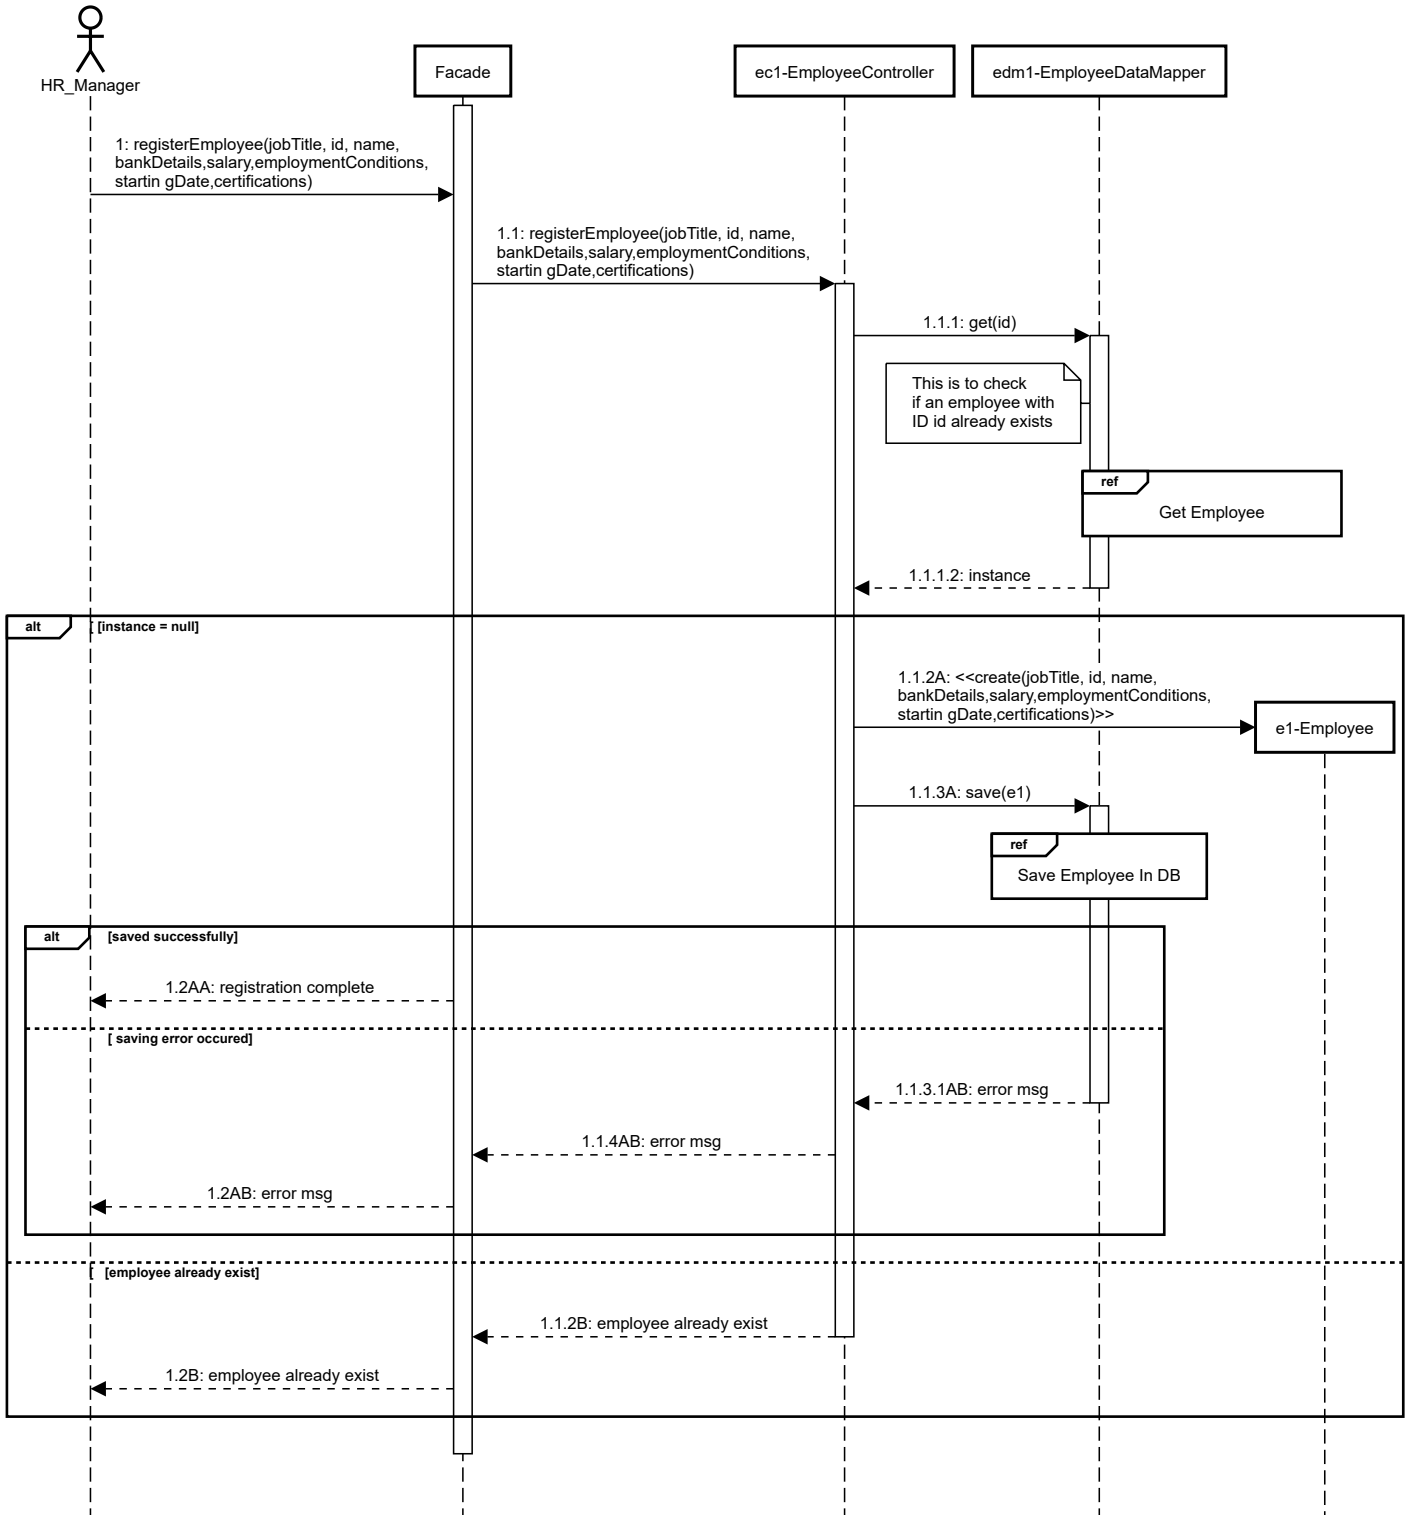 HR_Manager
Facade
ec1-EmployeeController
edm1-EmployeeDataMapper
1: registerEmployee(jobTitle, id, name,
bankDetails,salary,employmentConditions,
startin gDate,certifications)
1.1: registerEmployee(jobTitle, id, name,
bankDetails,salary,employmentConditions,
startin gDate,certifications)
1.1.1: get(id)
This is to check
if an employee with
ID id already exists
ref
Get Employee
1.1.1.2: instance
alt
[ [instance = null]
1.1.2A: <<create(jobTitle, id, name,
bankDetails,salary,employmentConditions,
startin gDate,certifications)>>
e1-Employee
1.1.3A: save(e1)
ref
Save Employee In DB
alt
[saved successfully]
1.2AA: registration complete
[ saving error occured]
1.1.3.1AB: error msg
1.1.4AB: error msg
1.2AB: error msg
[ [employee already exist]
1.1.2B: employee already exist
1.2B: employee already exist